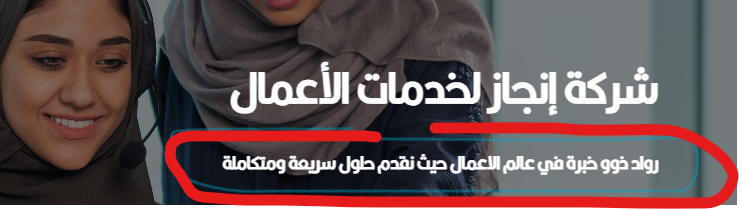 شركة إنجاز لخدمات الأعمال
رواد ذوو خبرة في عالم الاعمال حيث نقدم حلول سريعة ومتكاملة